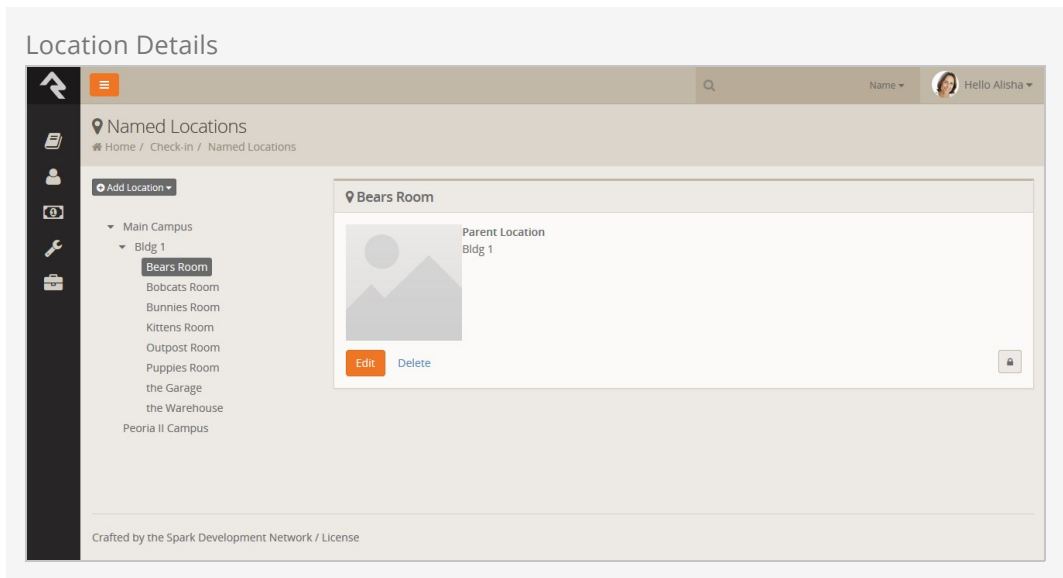 Location Details
Name
Hello Alisha
Named Locations
Home / Check-in / Named Locations
Add Location
Bears Room
Main Campus
Bldg 1
Bears Room
Bobcats Room
Bunnies Room
Kittens Room
Outpost Room
Puppies Room
the Garage
the Warehouse
Peoria II Campus
Parent Location
Bldg 1
Edit Delete
Crafted by the Spark Development Network / License